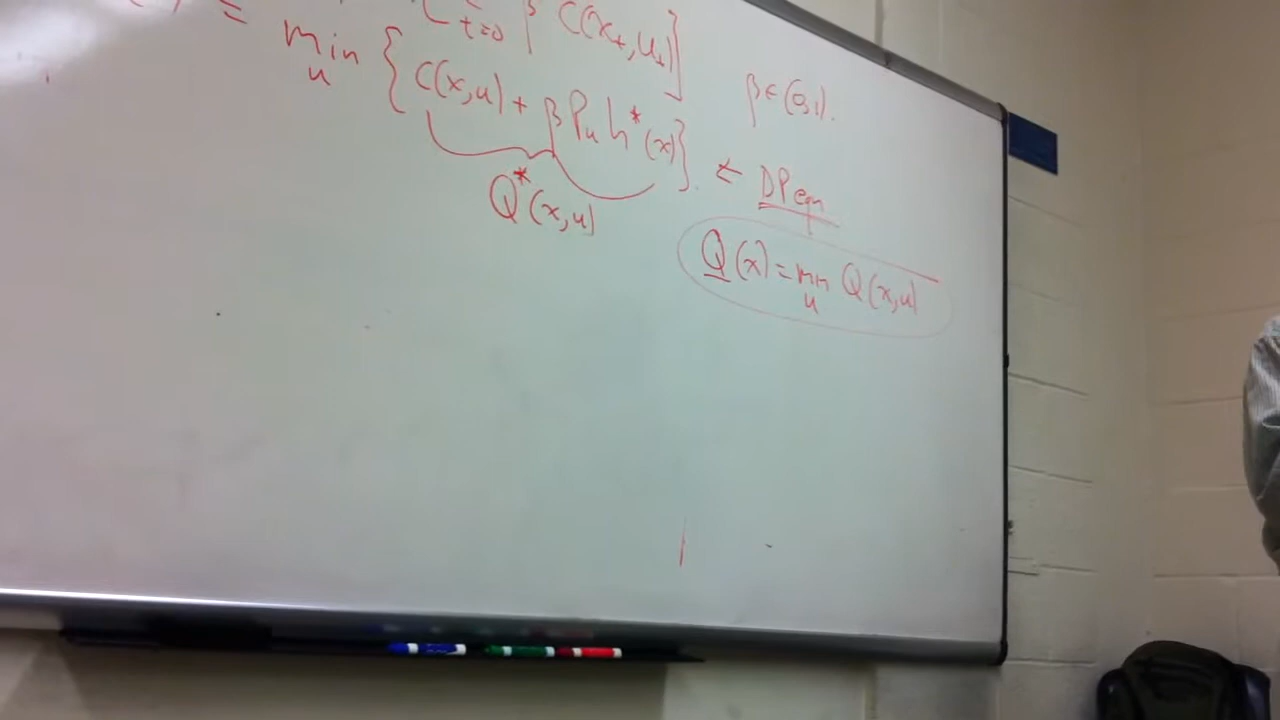 = Σ t=0 β C(x_t, u_t)]
min u { C(x,u) + β P_u h*(x)} ← DP eqn
β ∈ (0,1).
Q*(x,u)
Q(x) = min u Q(x,u)